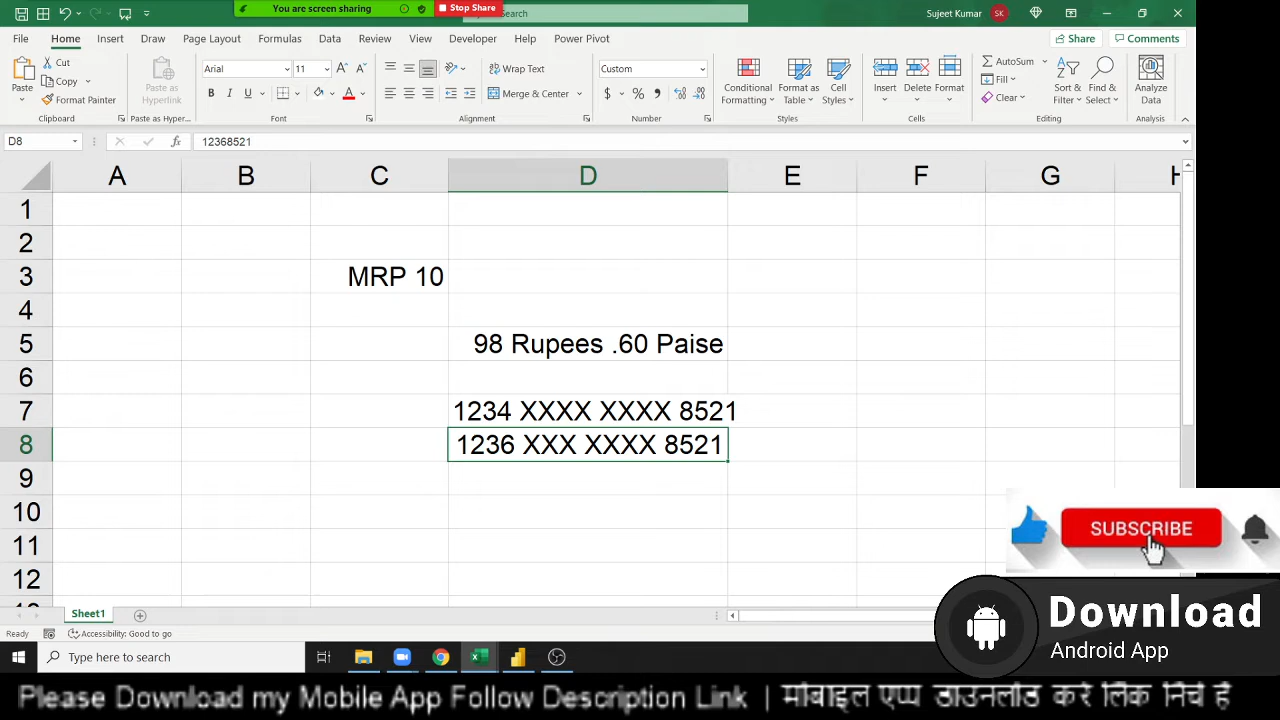 You are screen sharing
Stop Share
Search
Sujeet Kumar
SK
File Home Insert Draw Page Layout Formulas Data Review View Developer Help Power Pivot
Share
Comments
Paste
Cut
Copy
Format Painter
Clipboard
Paste as Hyperlink
Paste as Hyper...
Arial
11
B I U
Font
Wrap Text
Merge & Center
Alignment
Custom
$ % ,
Number
Conditional Formatting
Format as Table
Cell Styles
Styles
Insert
Delete
Format
Cells
AutoSum
Fill
Clear
Sort & Filter
Find & Select
Editing
Analyze Data
Analysis
D8
fx
12368521
A B C D E F G H
1
2
3 MRP 10
4
5 98 Rupees .60 Paise
6
7 1234 XXXX XXXX 8521
8 1236 XXX XXXX 8521
9
10
11
12
SUBSCRIBE
Sheet1
Download
Android App
Ready
Accessibility: Good to go
Type here to search
Please Download my Mobile App Follow Description Link | मोबाइल एप्प डाउनलोड करे लिंक निचे है